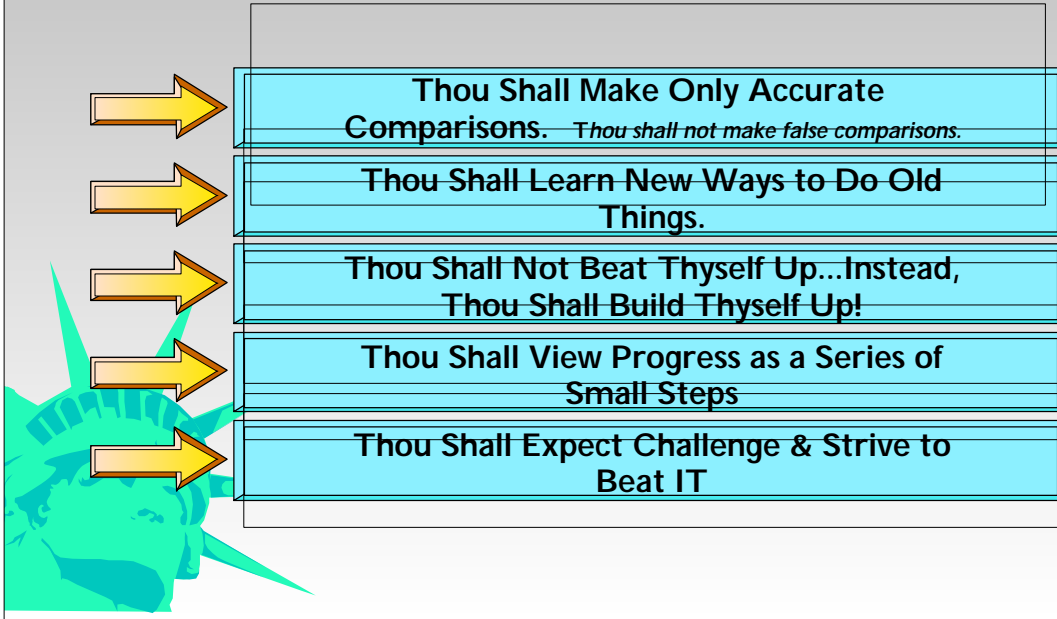 Thou Shall Make Only Accurate
Comparisons. Thou shall not make false comparisons.
Thou Shall Learn New Ways to Do Old
Things.
Thou Shall Not Beat Thyself Up...Instead,
Thou Shall Build Thyself Up!
Thou Shall View Progress as a Series of
Small Steps
Thou Shall Expect Challenge & Strive to
Beat IT